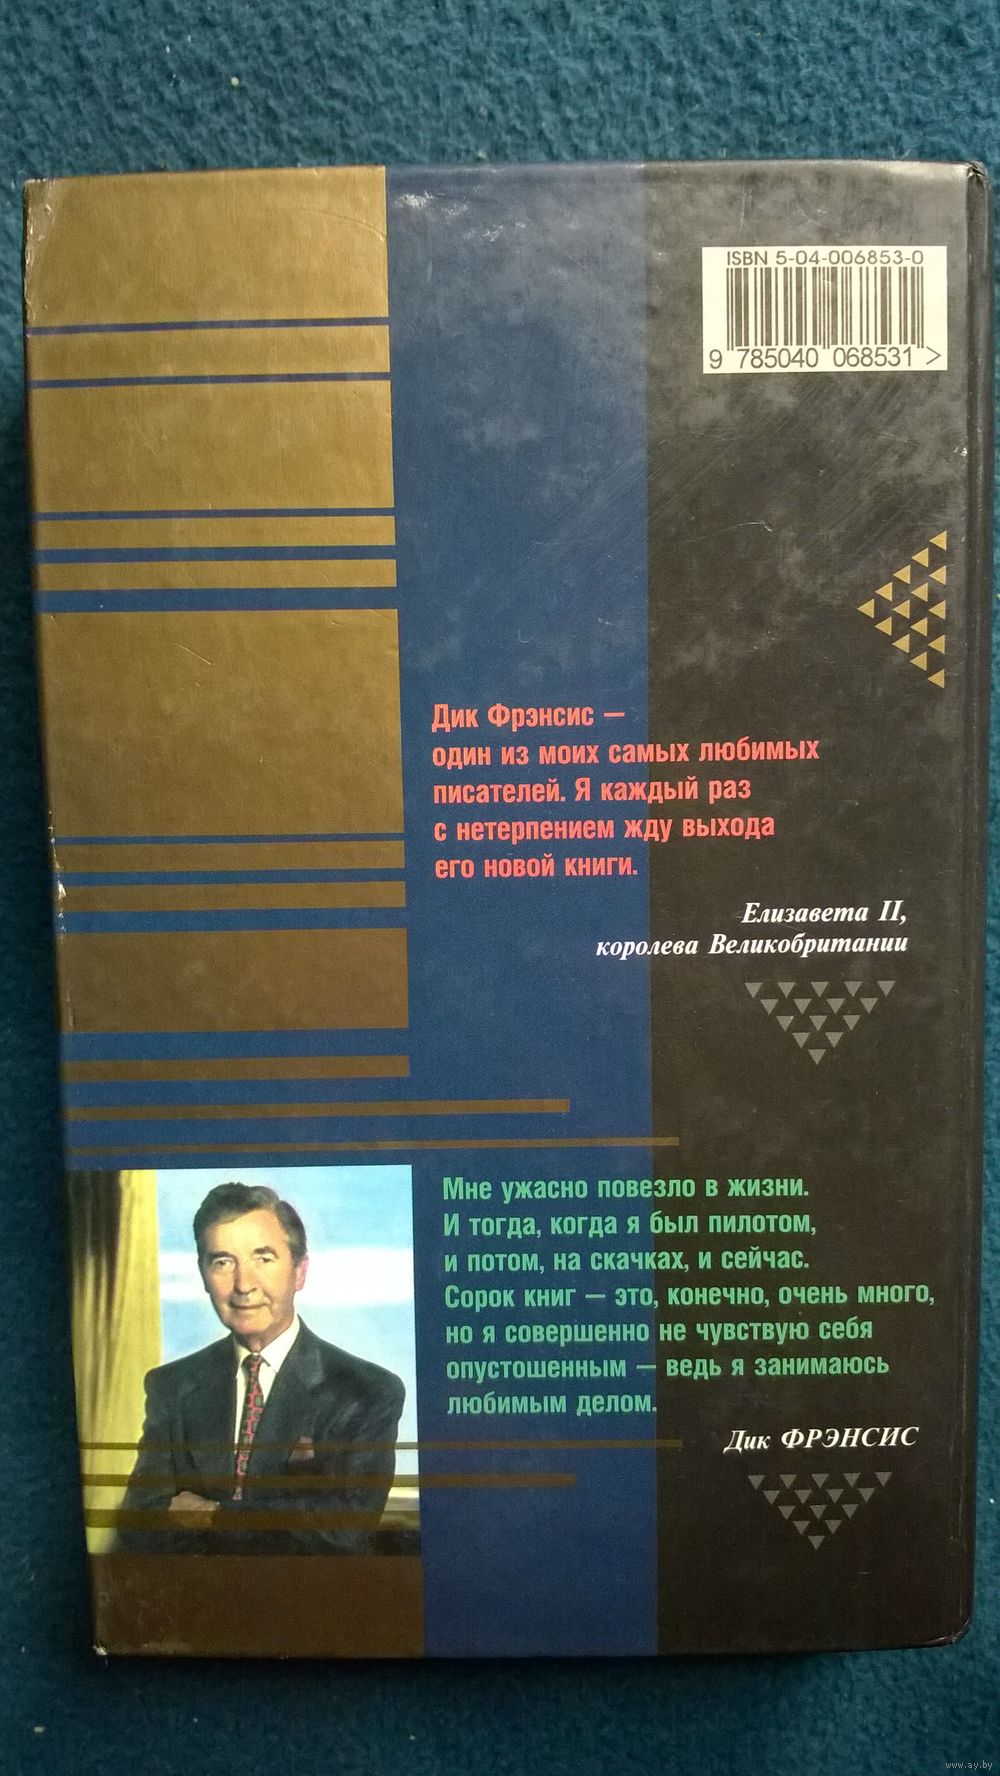 ISBN 5-04-006853-0
9 785040 068531 >
Дик Фрэнсис —
один из моих самых любимых
писателей. Я каждый раз
с нетерпением жду выхода
его новой книги.
Елизавета II,
королева Великобритании
Мне ужасно повезло в жизни.
И тогда, когда я был пилотом,
и потом, на скачках, и сейчас.
Сорок книг — это, конечно, очень много,
но я совершенно не чувствую себя
опустошенным — ведь я занимаюсь
любимым делом.
Дик ФРЭНСИС
www.ay.by